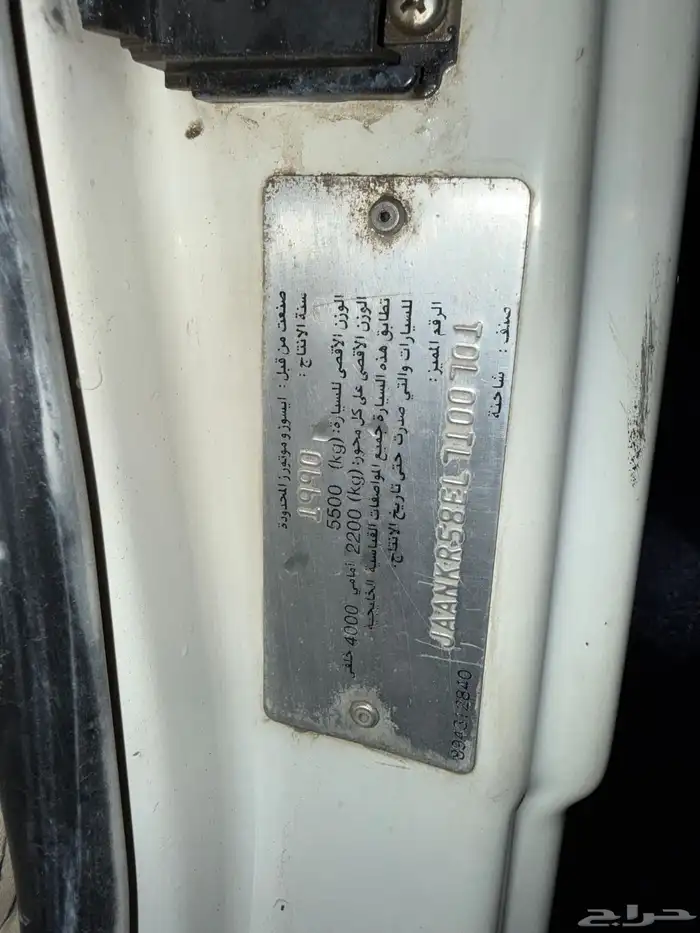 صنعت من قبل : ايسوزو موتورز المحدودة
سنة الانتاج : 1990
الوزن الأقصى للسيارة: (kg) 5500
الوزن الأقصى على كل محور: (kg) 2200 أمامي 4000 خلفي
تطابق هذه السيارة جميع المواصفات القياسية الخليجية
للسيارات والتي صدرت حتى تاريخ الانتاج.
الرقم المميز :
JAANKR58EL7100701
صنف : شاحنة
حراج